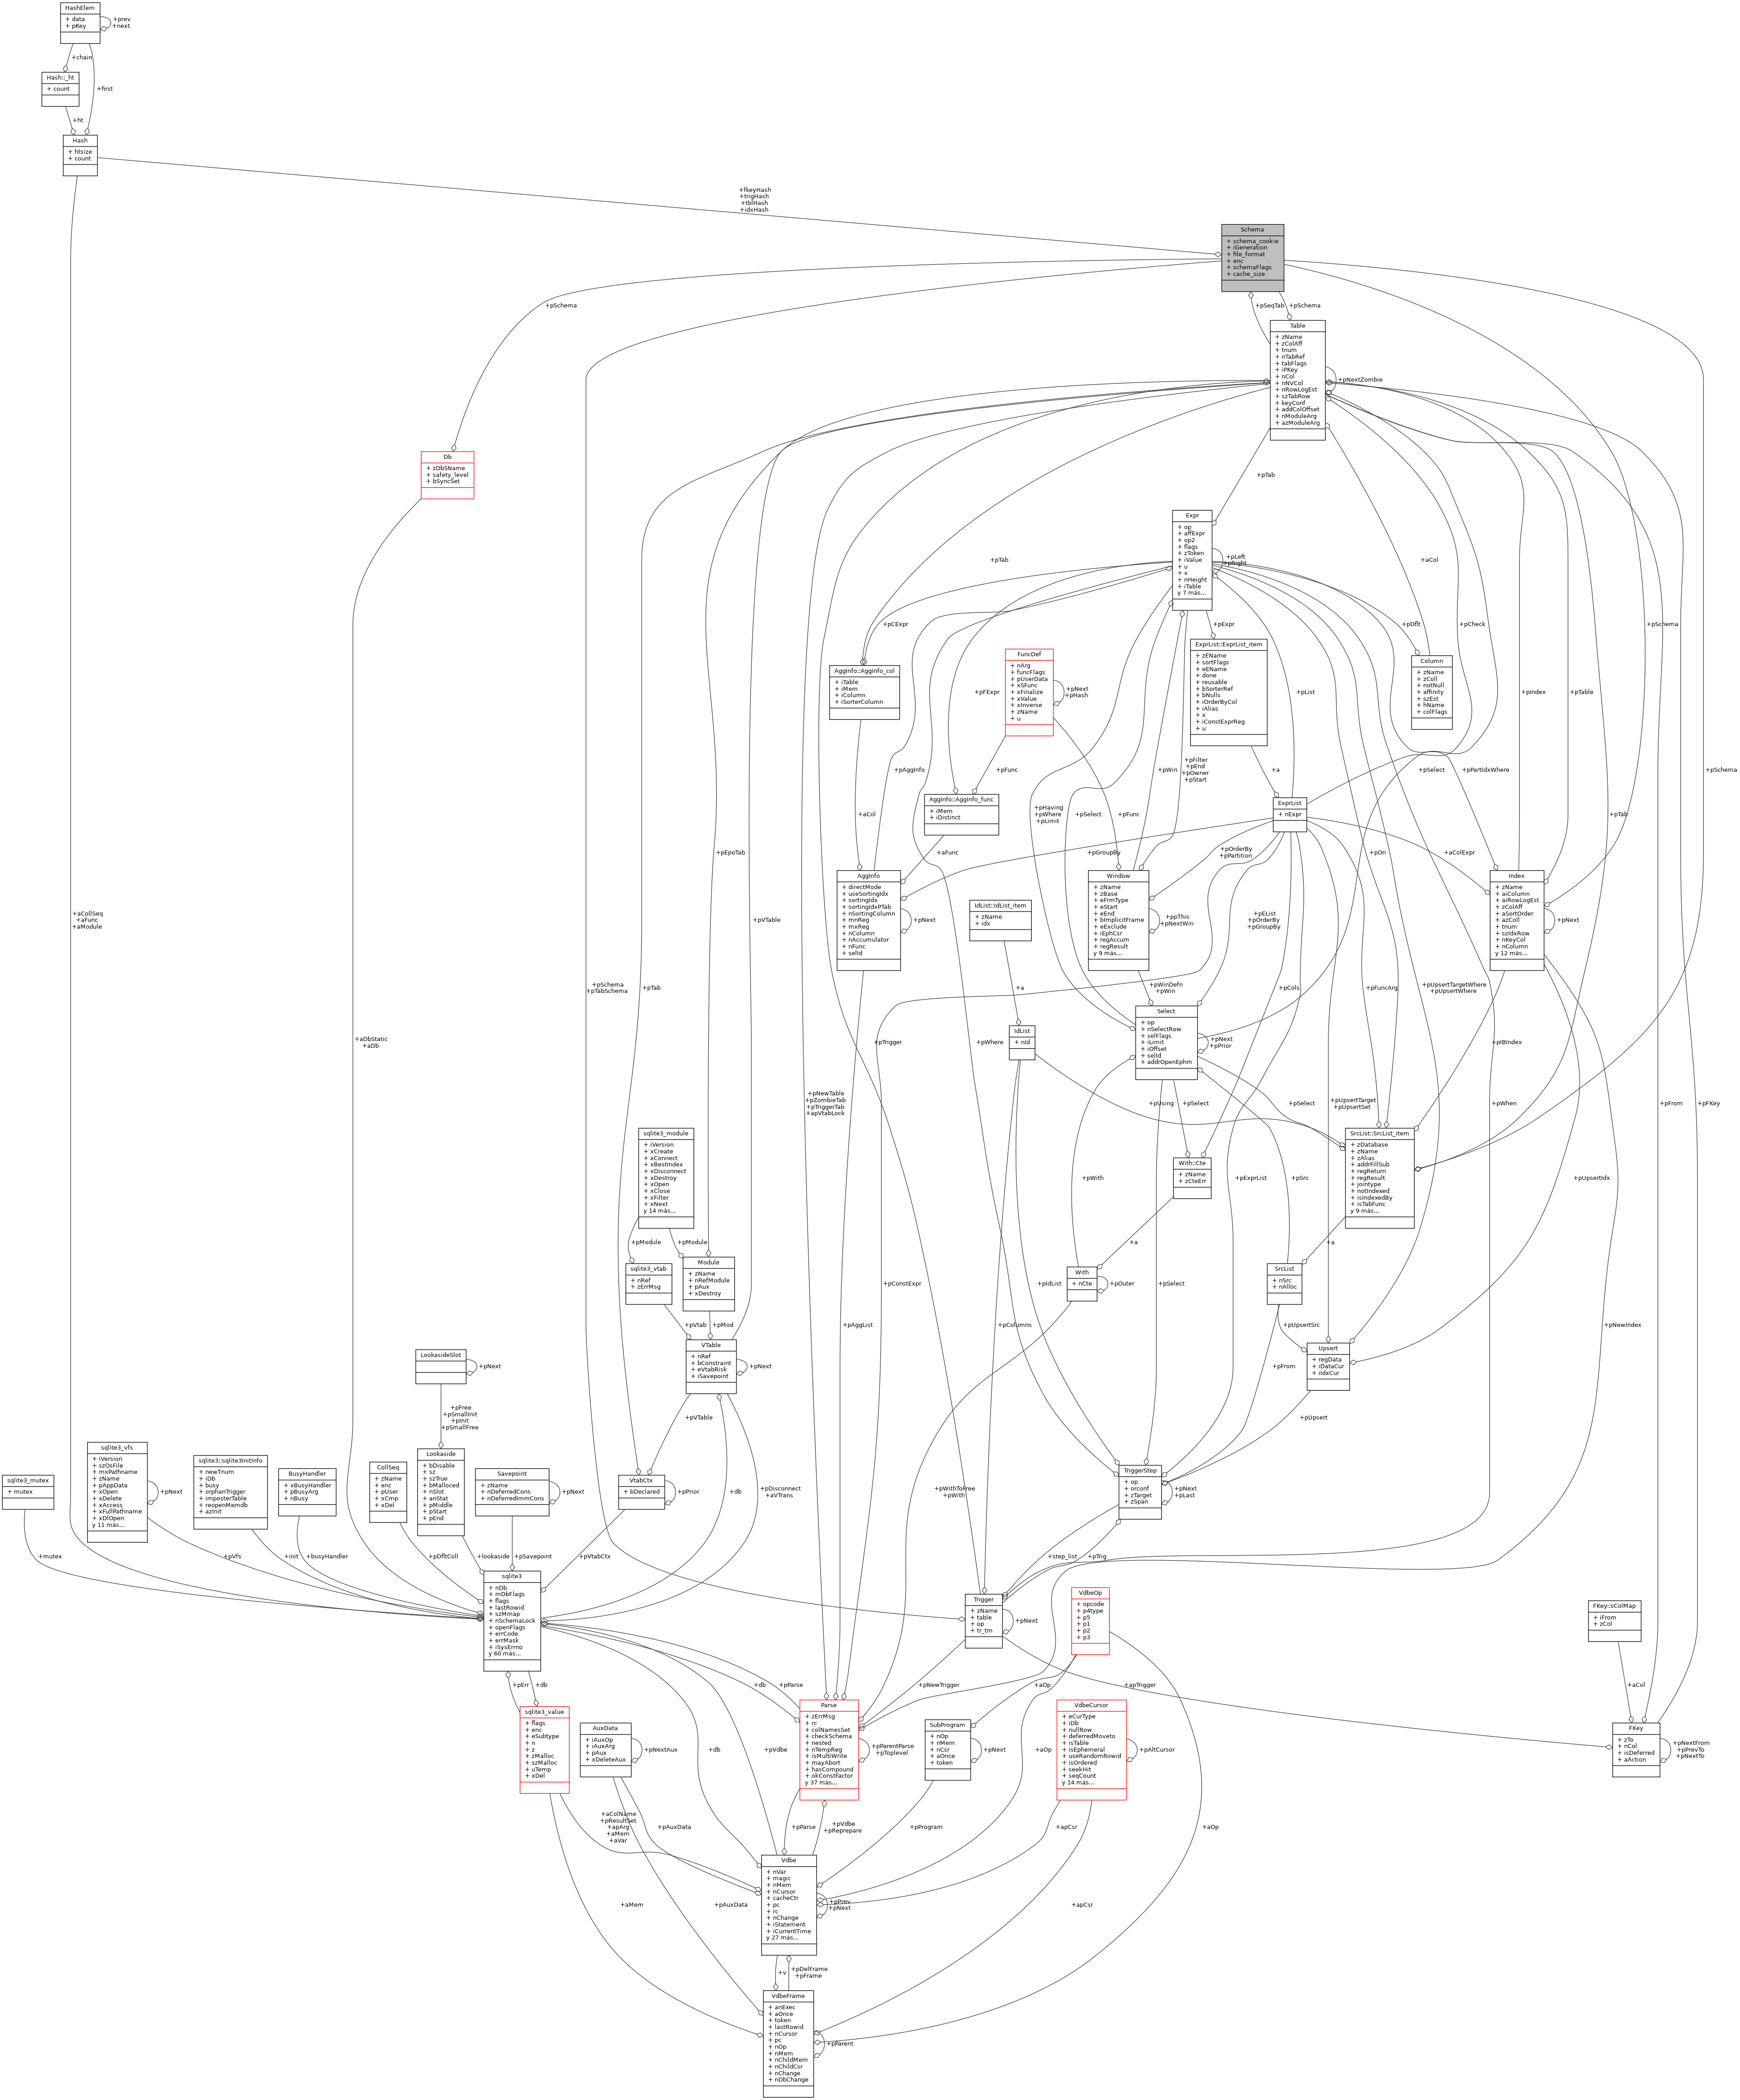 HashElem
+ data
+ pKey
+prev
+next
+chain
Hash::_ht
+ count
+first
+ht
Hash
+ htsize
+ count
+fkeyHash
+trigHash
+tblHash
+idxHash
Schema
+ schema_cookie
+ iGeneration
+ file_format
+ enc
+ schemaFlags
+ cache_size
+pSchema
+pSeqTab
+pSchema
Table
+ zName
+ zColAff
+ tnum
+ nTabRef
+ tabFlags
+ iPKey
+ nCol
+ nNVCol
+ nRowLogEst
+ szTabRow
+ keyConf
+ addColOffset
+ nModuleArg
+ azModuleArg
+pNextZombie
Db
+ zDbSName
+ safety_level
+ bSyncSet
+pTab
Expr
+ op
+ affExpr
+ op2
+ flags
+ zToken
+ iValue
+ u
+ x
+ nHeight
+ iTable
y 7 más...
+pLeft
+pRight
+pTab
+aCol
+pCExpr
+pExpr
+pDflt
+pCheck
+pSchema
ExprList::ExprList_item
+ zEName
+ sortFlags
+ eEName
+ done
+ reusable
+ bSorterRef
+ bNulls
+ iOrderByCol
+ iAlias
+ x
+ iConstExprReg
+ u
FuncDef
+ nArg
+ funcFlags
+ pUserData
+ xSFunc
+ xFinalize
+ xValue
+ xInverse
+ zName
+ u
+pNext
+pHash
Column
+ zName
+ zColl
+ notNull
+ affinity
+ szEst
+ hName
+ colFlags
AggInfo::AggInfo_col
+ iTable
+ iMem
+ iColumn
+ iSorterColumn
+pFExpr
+pList
+pIndex
+pTable
+pAggInfo
+pFunc
+pWin
+pFilter
+pEnd
+pOwner
+pStart
+a
+pSelect
+pPartIdxWhere
+pSchema
AggInfo::AggInfo_func
+ iMem
+ iDistinct
ExprList
+ nExpr
+aCol
+pHaving
+pWhere
+pLimit
+pSelect
+pFunc
+pTab
+pEpoTab
+aFunc
+pGroupBy
+pOrderBy
+pPartition
+pOn
+aColExpr
AggInfo
+ directMode
+ useSortingIdx
+ sortingIdx
+ sortingIdxPTab
+ nSortingColumn
+ mnReg
+ mxReg
+ nColumn
+ nAccumulator
+ nFunc
+ selId
+pNext
Window
+ zName
+ zBase
+ eFrmType
+ eStart
+ eEnd
+ bImplicitFrame
+ eExclude
+ iEphCsr
+ regAccum
+ regResult
y 9 más...
+ppThis
+pNextWin
Index
+ zName
+ aiColumn
+ aiRowLogEst
+ zColAff
+ aSortOrder
+ azColl
+ tnum
+ szIdxRow
+ nKeyCol
+ nColumn
y 12 más...
+pNext
IdList::IdList_item
+ zName
+ idx
+pEList
+pOrderBy
+pGroupBy
+aCollSeq
+aFunc
+aModule
+pVTable
+pSchema
+pTabSchema
+pTab
+a
+pWinDefn
+pWin
+pCols
+pFuncArg
+pUpsertTargetWhere
+pUpsertWhere
Select
+ op
+ nSelectRow
+ selFlags
+ iLimit
+ iOffset
+ selId
+ addrOpenEphm
+pNext
+pPrior
IdList
+ nId
+aDbStatic
+aDb
+pTrigger
+pWhere
+pIBIndex
+pNewTable
+pZombieTab
+pTriggerTab
+apVtabLock
+pUsing
+pSelect
+pSelect
+pUpsertTarget
+pUpsertSet
+pWhen
+pFrom
+pFKey
sqlite3_module
+ iVersion
+ xCreate
+ xConnect
+ xBestIndex
+ xDisconnect
+ xDestroy
+ xOpen
+ xClose
+ xFilter
+ xNext
y 14 más...
SrcList::SrcList_item
+ zDatabase
+ zName
+ zAlias
+ addrFillSub
+ regReturn
+ regResult
+ jointype
+ notIndexed
+ isIndexedBy
+ isTabFunc
y 9 más...
With::Cte
+ zName
+ zCteErr
+pWith
+pExprList
+pSrc
+pUpsertIdx
+pModule
+pModule
+a
+a
sqlite3_vtab
+ nRef
+ zErrMsg
Module
+ zName
+ nRefModule
+ pAux
+ xDestroy
With
+ nCte
+pOuter
SrcList
+ nSrc
+ nAlloc
+pConstExpr
+pIdList
+pSelect
+pVtab
+pMod
+pAggList
+pColumns
+pUpsertSrc
+pNewIndex
VTable
+ nRef
+ bConstraint
+ eVtabRisk
+ iSavepoint
+pNext
Upsert
+ regData
+ iDataCur
+ iIdxCur
LookasideSlot
+pNext
+pFrom
+pFree
+pSmallInit
+pInit
+pSmallFree
+pVTable
+pUpsert
sqlite3_vfs
+ iVersion
+ szOsFile
+ mxPathname
+ zName
+ pAppData
+ xOpen
+ xDelete
+ xAccess
+ xFullPathname
+ xDlOpen
y 11 más...
+pNext
sqlite3_mutex
+ mutex
sqlite3::sqlite3InitInfo
+ newTnum
+ iDb
+ busy
+ orphanTrigger
+ imposterTable
+ reopenMemdb
+ azInit
BusyHandler
+ xBusyHandler
+ pBusyArg
+ nBusy
CollSeq
+ zName
+ enc
+ pUser
+ xCmp
+ xDel
Lookaside
+ bDisable
+ sz
+ szTrue
+ bMalloced
+ nSlot
+ anStat
+ pMiddle
+ pStart
+ pEnd
Savepoint
+ zName
+ nDeferredCons
+ nDeferredImmCons
+pNext
VtabCtx
+ bDeclared
+pPrior
+db
+pDisconnect
+aVTrans
+pWithToFree
+pWith
TriggerStep
+ op
+ orconf
+ zTarget
+ zSpan
+pNext
+pLast
+mutex
+pVfs
+init
+busyHandler
+pDfltColl
+lookaside
+pSavepoint
+pVtabCtx
+step_list
+pTrig
sqlite3
+ nDb
+ mDbFlags
+ flags
+ lastRowid
+ szMmap
+ nSchemaLock
+ openFlags
+ errCode
+ errMask
+ iSysErrno
y 60 más...
Trigger
+ zName
+ table
+ op
+ tr_tm
+pNext
VdbeOp
+ opcode
+ p4type
+ p5
+ p1
+ p2
+ p3
FKey::sColMap
+ iFrom
+ zCol
+pErr
+db
+db
+pParse
+pNewTrigger
+aOp
+apTrigger
+aCol
sqlite3_value
+ flags
+ enc
+ eSubtype
+ n
+ z
+ zMalloc
+ szMalloc
+ uTemp
+ xDel
AuxData
+ iAuxOp
+ iAuxArg
+ pAux
+ xDeleteAux
+pNextAux
+db
+pVdbe
Parse
+ zErrMsg
+ rc
+ colNamesSet
+ checkSchema
+ nested
+ nTempReg
+ isMultiWrite
+ mayAbort
+ hasCompound
+ okConstFactor
y 37 más...
+pParentParse
+pToplevel
SubProgram
+ nOp
+ nMem
+ nCsr
+ aOnce
+ token
+pNext
+aOp
VdbeCursor
+ eCurType
+ iDb
+ nullRow
+ deferredMoveto
+ isTable
+ isEphemeral
+ useRandomRowid
+ isOrdered
+ seekHit
+ seqCount
y 14 más...
+pAltCursor
FKey
+ zTo
+ nCol
+ isDeferred
+ aAction
+pNextFrom
+pPrevTo
+pNextTo
+aColName
+pResultSet
+apArg
+aMem
+aVar
+pAuxData
+pParse
+pVdbe
+pReprepare
+pProgram
+apCsr
+aOp
Vdbe
+ nVar
+ magic
+ nMem
+ nCursor
+ cacheCtr
+ pc
+ rc
+ nChange
+ iStatement
+ iCurrentTime
y 27 más...
+pPrev
+pNext
+aMem
+pAuxData
+apCsr
+v
+pDelFrame
+pFrame
VdbeFrame
+ anExec
+ aOnce
+ token
+ lastRowid
+ nCursor
+ pc
+ nOp
+ nMem
+ nChildMem
+ nChildCsr
+ nChange
+ nDbChange
+pParent